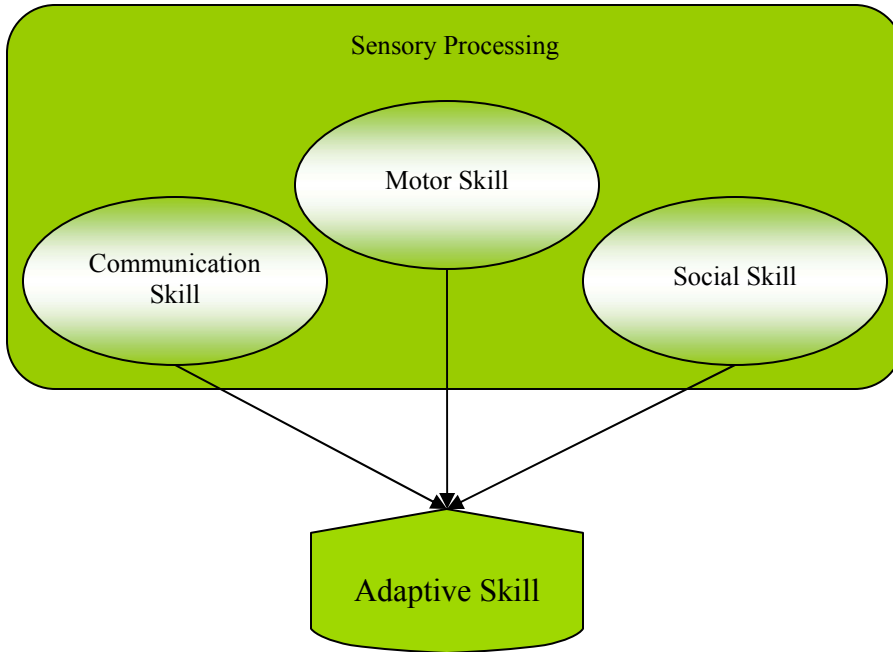 Sensory Processing
Motor Skill
Communication
Skill
Social Skill
Adaptive Skill